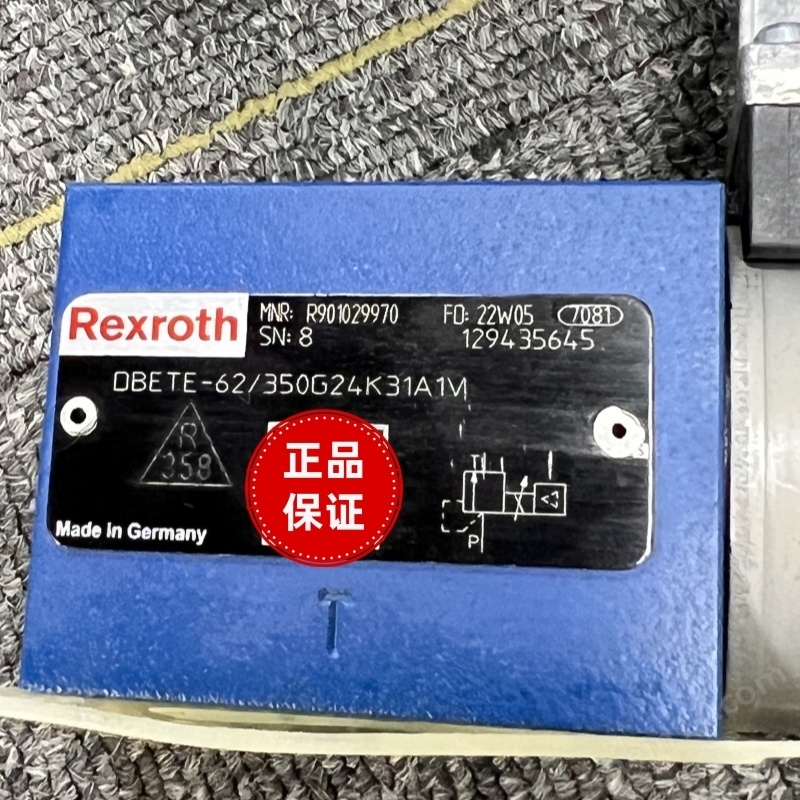 Rexroth
MNR: R901029970 FD: 22W05 7081
SN: 8 129435645
DBETE-62/350G24K31A1M
R
358
正品
保证
T
P
Made in Germany
T